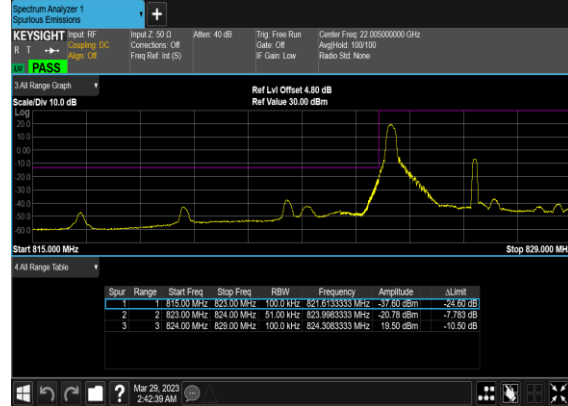 Spectrum Analyzer 1
Spurious Emissions
+
KEYSIGHT Input: RF Input Z: 50 Ω Atten: 40 dB Trig: Free Run Center Freq: 22.005000000 GHz
R T Coupling: DC Corrections: Off Gate: Off Avg|Hold: 100/100
Align: Off Freq Ref: Int (S) IF Gain: Low Radio Std: None
PASS
3 All Range Graph Ref Lvl Offset 4.80 dB
Scale/Div 10.0 dB Ref Value 30.00 dBm
Log
20.0
10.0
0.00
-10.0
-20.0
-30.0
-40.0
-50.0
-60.0
Start 815.000 MHz Stop 829.000 MH
4 All Range Table
Spur Range Start Freq Stop Freq RBW Frequency Amplitude ΔLimit
1 1 815.00 MHz 823.00 MHz 100.0 kHz 821.6133333 MHz -37.60 dBm -24.60 dB
2 2 823.00 MHz 824.00 MHz 51.00 kHz 823.9983333 MHz -20.78 dBm -7.783 dB
3 3 824.00 MHz 829.00 MHz 100.0 kHz 824.3083333 MHz 19.50 dBm -10.50 dB
? Mar 29, 2023
2:42:39 AM